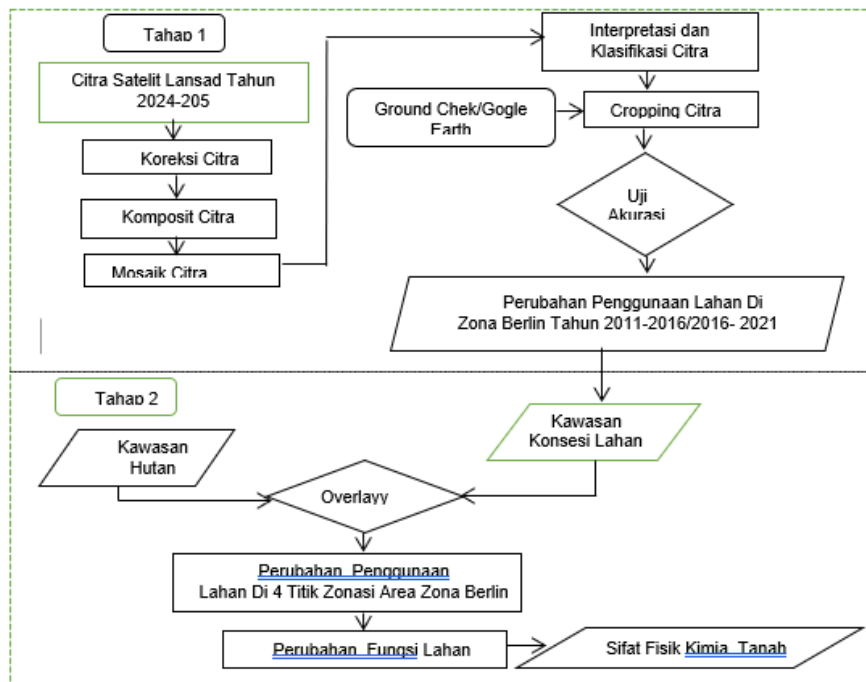 Tahap 1
Citra Satelit Lansad Tahun
2024-205
Koreksi Citra
Komposit Citra
Mosaik Citra
Interpretasi dan
Klasifikasi Citra
Ground Chek/Gogle
Earth
Cropping Citra
Uji
Akurasi
Perubahan Penggunaan Lahan Di
Zona Berlin Tahun 2011-2016/2016- 2021
Tahap 2
Kawasan
Hutan
Kawasan
Konsesi Lahan
Overlayy
Perubahan Penggunaan
Lahan Di 4 Titik Zonasi Area Zona Berlin
Perubahan Fungsi Lahan
Sifat Fisik Kimia Tanah